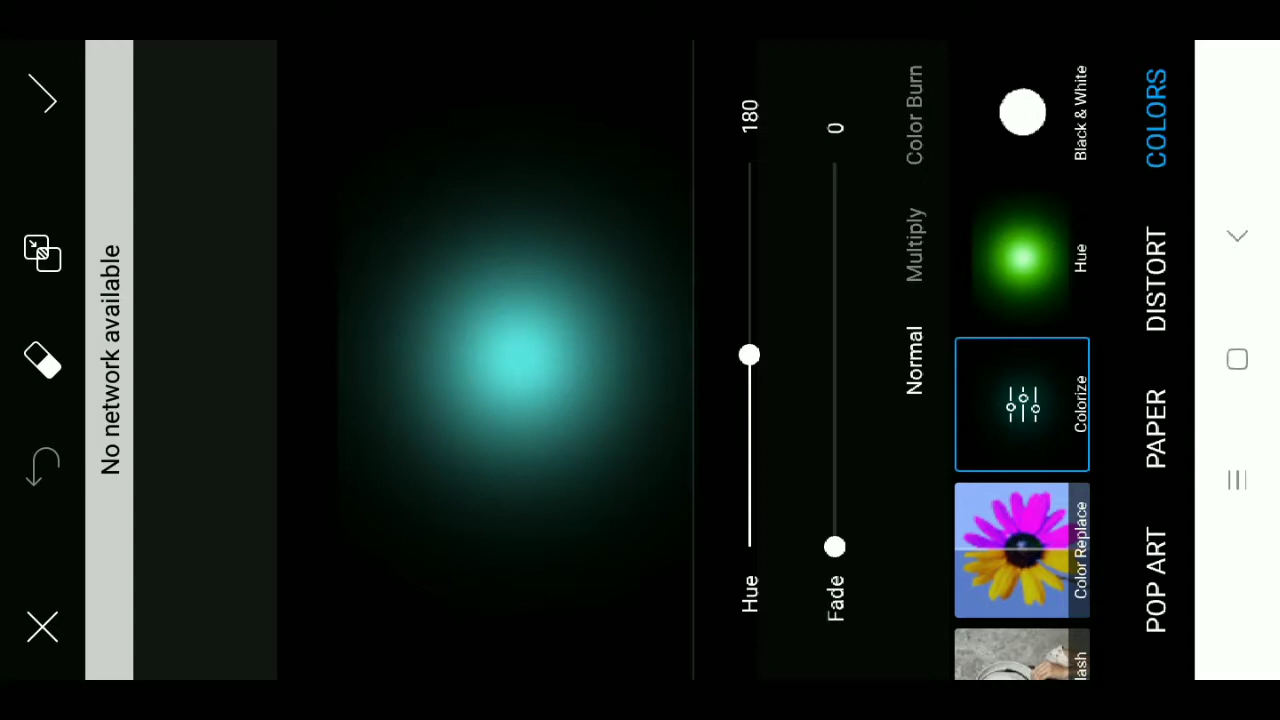 No network available
Hue 180
Fade 0
Normal Multiply Color Burn
lash Color Replace Colorize Hue Black & White
POP ART PAPER DISTORT COLORS